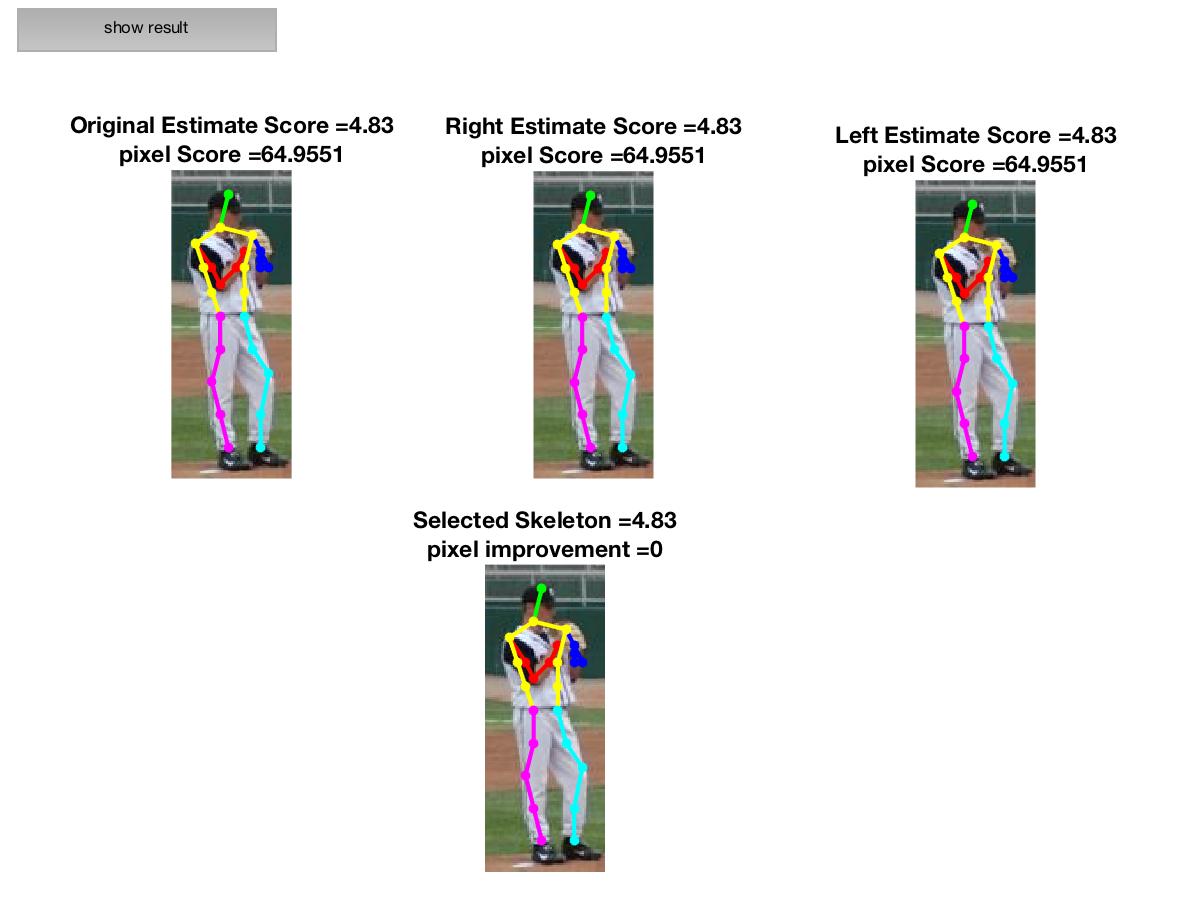 show result
Original Estimate Score =4.83
pixel Score =64.9551
Right Estimate Score =4.83
pixel Score =64.9551
Left Estimate Score =4.83
pixel Score =64.9551
Selected Skeleton =4.83
pixel improvement =0